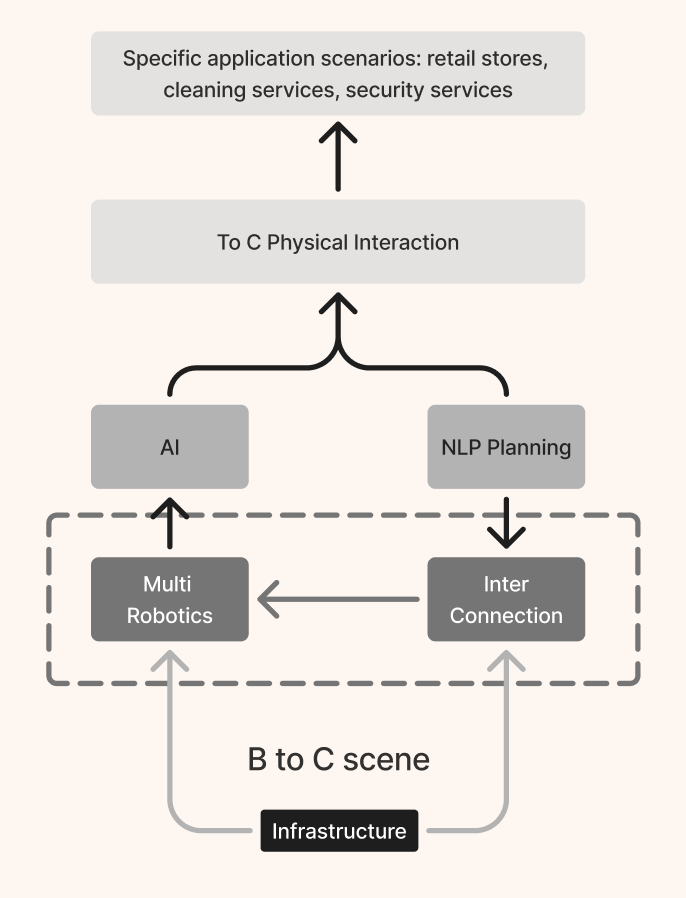 Specific application scenarios: retail stores,
cleaning services, security services
To C Physical Interaction
AI
NLP Planning
Multi
Robotics
Inter
Connection
B to C scene
Infrastructure